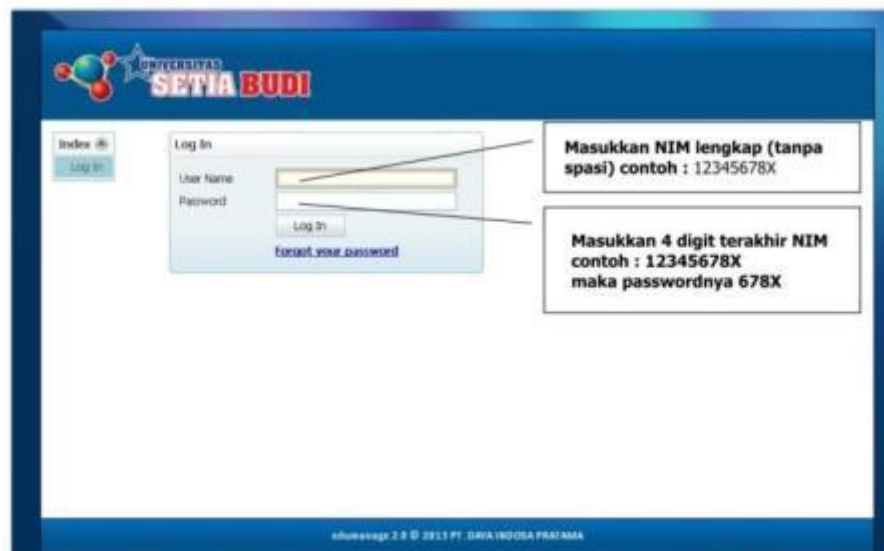 UNIVERSITAS
SETIA BUDI
Index
Log In
Log In
User Name
Password
Log In
Forgot your password
Masukkan NIM lengkap (tanpa
spasi) contoh : 12345678X
Masukkan 4 digit terakhir NIM
contoh : 12345678X
maka passwordnya 678X
edumanage 2.0 © 2013 PT. DAYA INDOSA PRATAMA